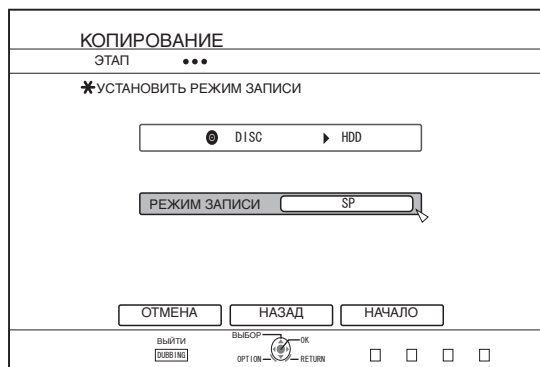 КОПИРОВАНИЕ
ЭТАП
УСТАНОВИТЬ РЕЖИМ ЗАПИСИ
DISC HDD
РЕЖИМ ЗАПИСИ SP
ОТМЕНА НАЗАД НАЧАЛО
ВЫЙТИ ВЫБОР OK
DUBBING OPTION RETURN